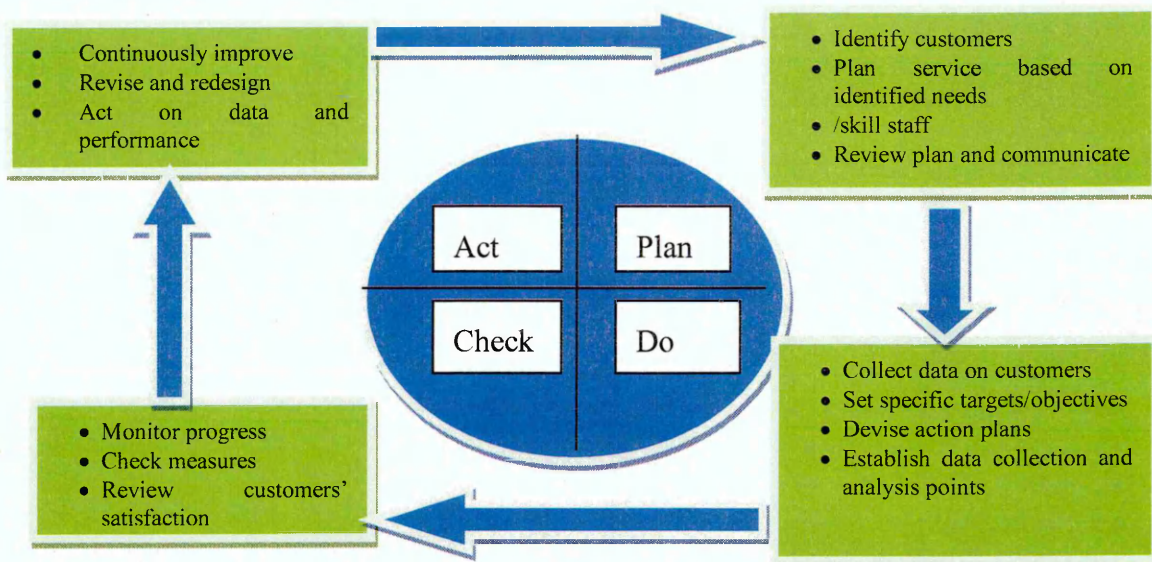 • Continuously improve
• Revise and redesign
• Act on data and
performance
• Identify customers
• Plan service based on
identified needs
• /skill staff
• Review plan and communicate
Act
Plan
Check
Do
• Monitor progress
• Check measures
• Review customers’
satisfaction
• Collect data on customers
• Set specific targets/objectives
• Devise action plans
• Establish data collection and
analysis points